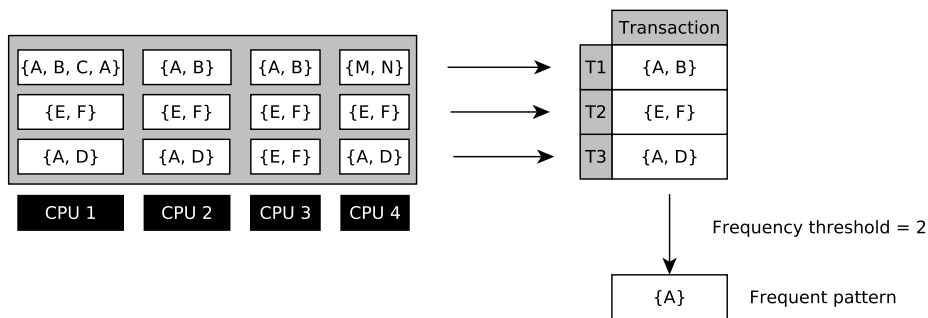 Transaction
{A, B, C, A} {A, B} {A, B} {M, N} T1 {A, B}
{E, F} {E, F} {E, F} {E, F} T2 {E, F}
{A, D} {A, D} {E, F} {A, D} T3 {A, D}
CPU 1 CPU 2 CPU 3 CPU 4
Frequency threshold = 2
{A} Frequent pattern